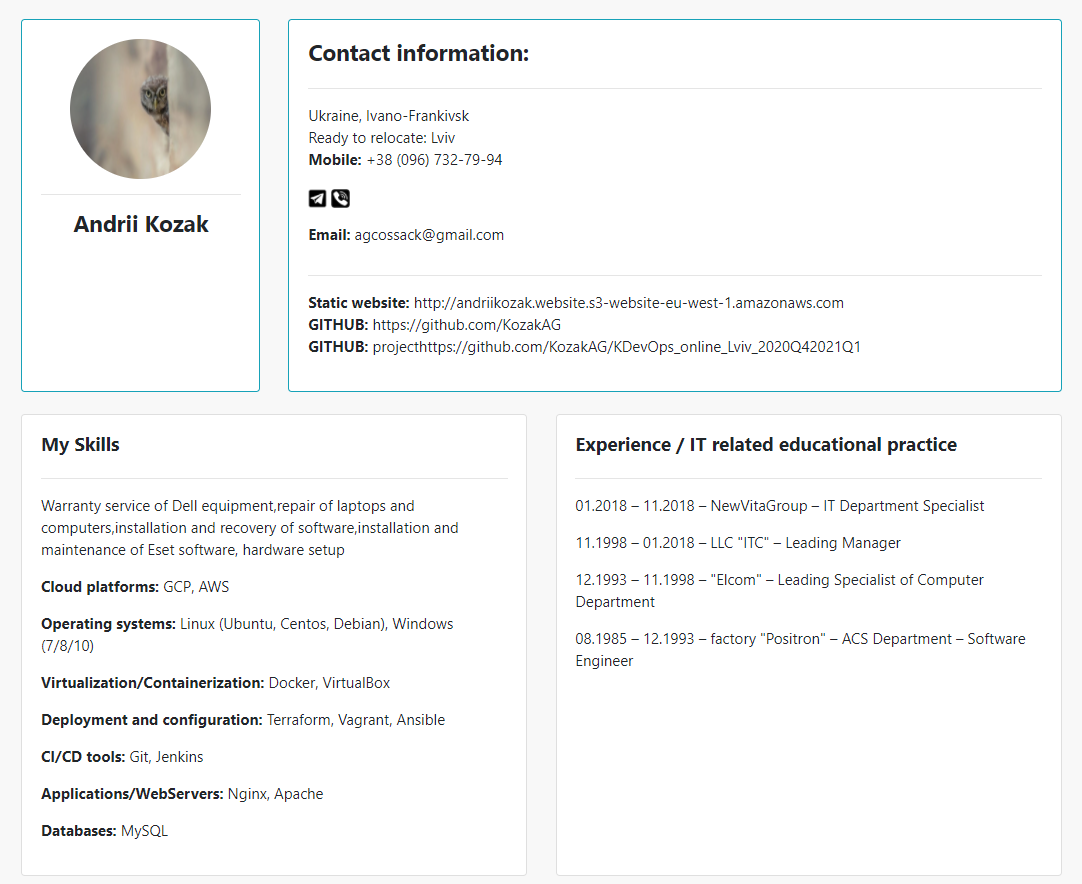 Andrii Kozak
Contact information:
Ukraine, Ivano-Frankivsk
Ready to relocate: Lviv
Mobile: +38 (096) 732-79-94
Email: agcossack@gmail.com
Static website: http://andriikozak.website.s3-website-eu-west-1.amazonaws.com
GITHUB: https://github.com/KozakAG
GITHUB: projecthttps://github.com/KozakAG/KDevOps_online_Lviv_2020Q42021Q1
My Skills
Warranty service of Dell equipment,repair of laptops and
computers,installation and recovery of software,installation and
maintenance of Eset software, hardware setup
Cloud platforms: GCP, AWS
Operating systems: Linux (Ubuntu, Centos, Debian), Windows
(7/8/10)
Virtualization/Containerization: Docker, VirtualBox
Deployment and configuration: Terraform, Vagrant, Ansible
CI/CD tools: Git, Jenkins
Applications/WebServers: Nginx, Apache
Databases: MySQL
Experience / IT related educational practice
01.2018 – 11.2018 – NewVitaGroup – IT Department Specialist
11.1998 – 01.2018 – LLC "ITC" – Leading Manager
12.1993 – 11.1998 – "Elcom" – Leading Specialist of Computer
Department
08.1985 – 12.1993 – factory "Positron" – ACS Department – Software
Engineer